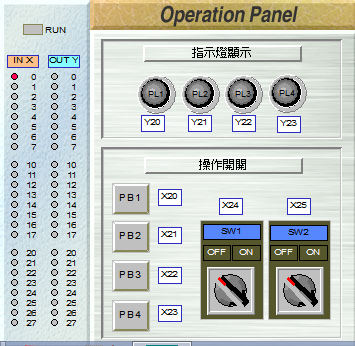 Operation Panel
RUN
IN X OUT Y
0 0
1 1
2 2
3 3
4 4
5 5
6 6
7 7
10 10
11 11
12 12
13 13
14 14
15 15
16 16
17 17
20 20
21 21
22 22
23 23
24 24
25 25
26 26
27 27
指示燈顯示
PL1 PL2 PL3 PL4
Y20 Y21 Y22 Y23
操作開開
PB1 X20
PB2 X21
PB3 X22
PB4 X23
X24 X25
SW1 SW2
OFF ON OFF ON